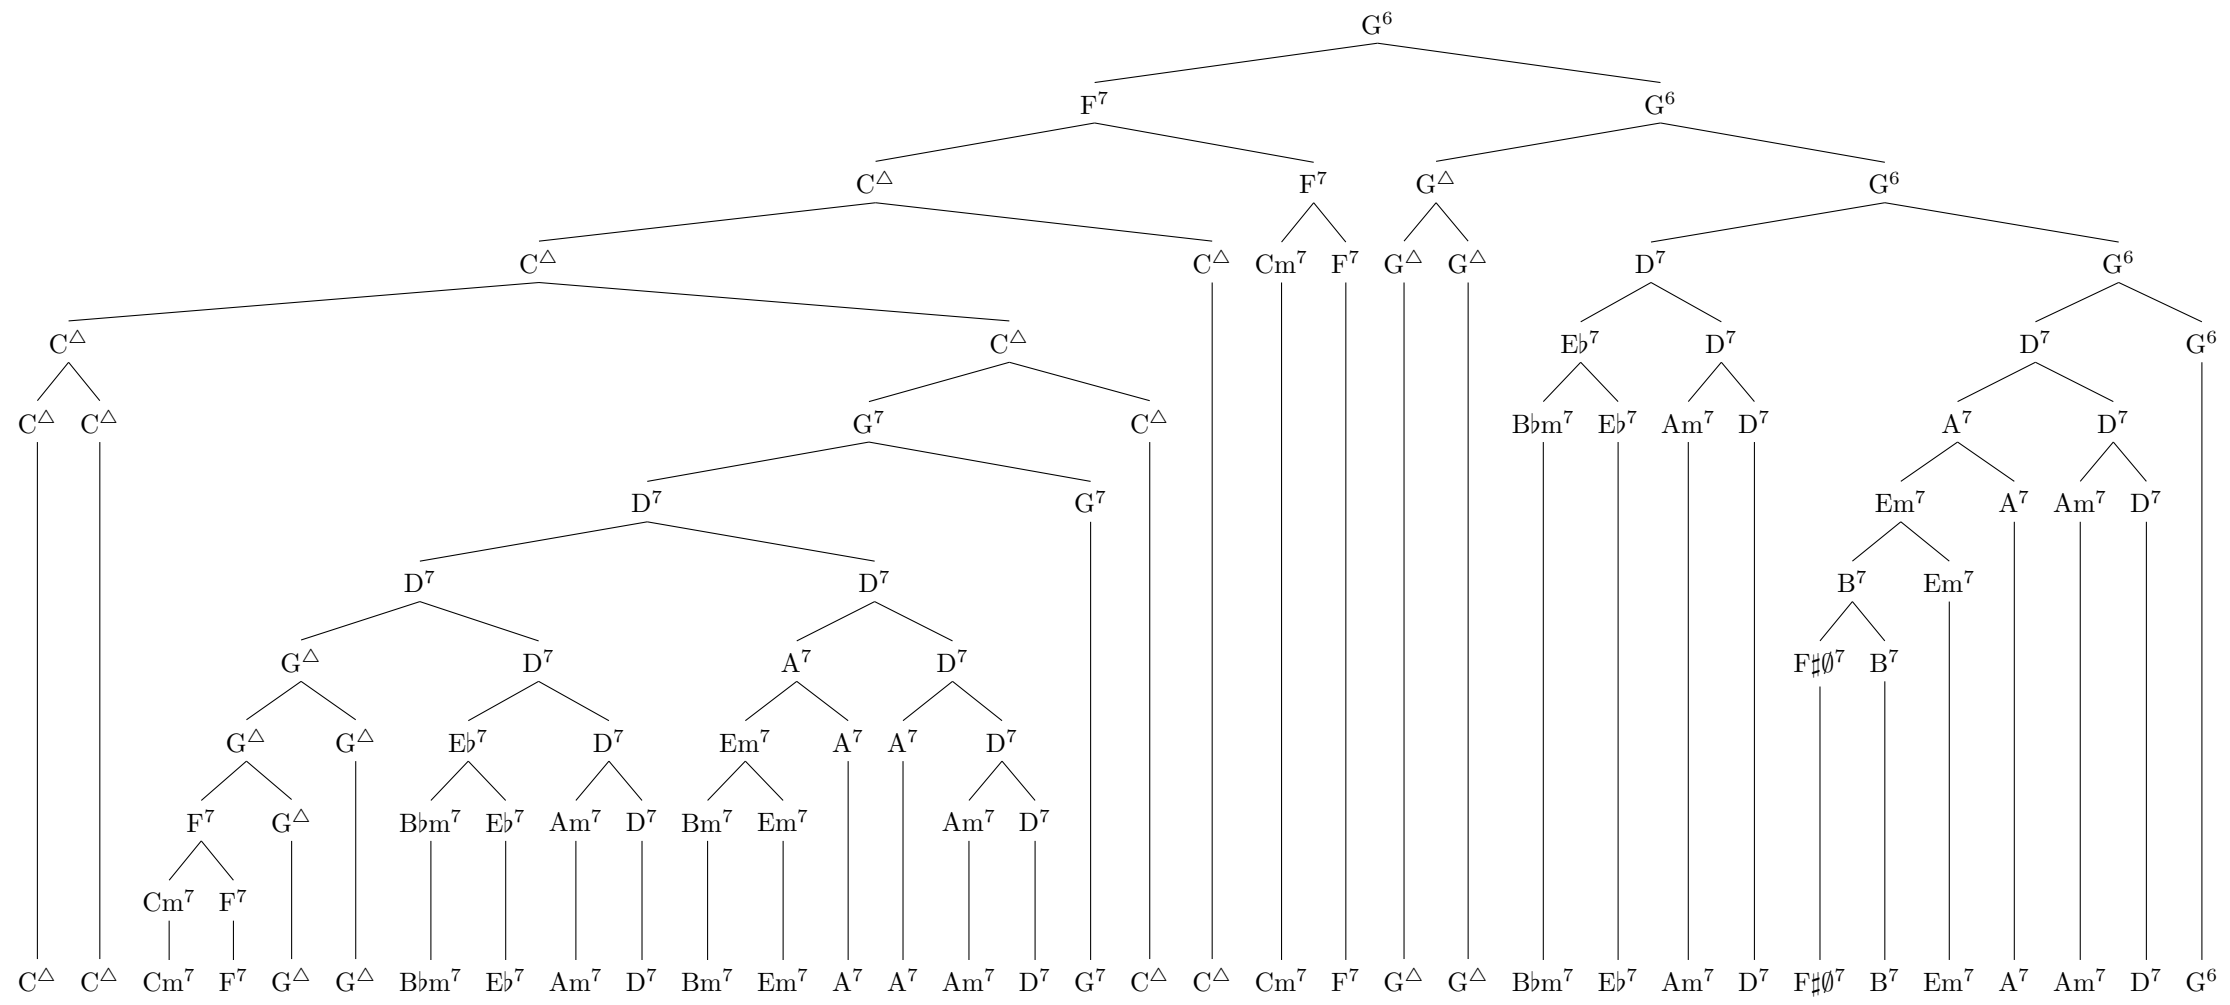 G⁶
F⁷ G⁶
C△ F⁷ G△ G⁶
C△ C△ Cm⁷ F⁷ G△ G△ D⁷ G⁶
C△ C△ E♭⁷ D⁷ D⁷ G⁶
C△ C△ G⁷ C△ B♭m⁷ E♭⁷ Am⁷ D⁷ A⁷ D⁷
D⁷ G⁷ Em⁷ A⁷ Am⁷ D⁷
D⁷ D⁷ B⁷ Em⁷
G△ D⁷ A⁷ D⁷ F♯∅⁷ B⁷
G△ G△ E♭⁷ D⁷ Em⁷ A⁷ A⁷ D⁷
F⁷ G△ B♭m⁷ E♭⁷ Am⁷ D⁷ Bm⁷ Em⁷ Am⁷ D⁷
Cm⁷ F⁷
C△ C△ Cm⁷ F⁷ G△ G△ B♭m⁷ E♭⁷ Am⁷ D⁷ Bm⁷ Em⁷ A⁷ A⁷ Am⁷ D⁷ G⁷ C△ C△ Cm⁷ F⁷ G△ G△ B♭m⁷ E♭⁷ Am⁷ D⁷ F♯∅⁷ B⁷ Em⁷ A⁷ Am⁷ D⁷ G⁶